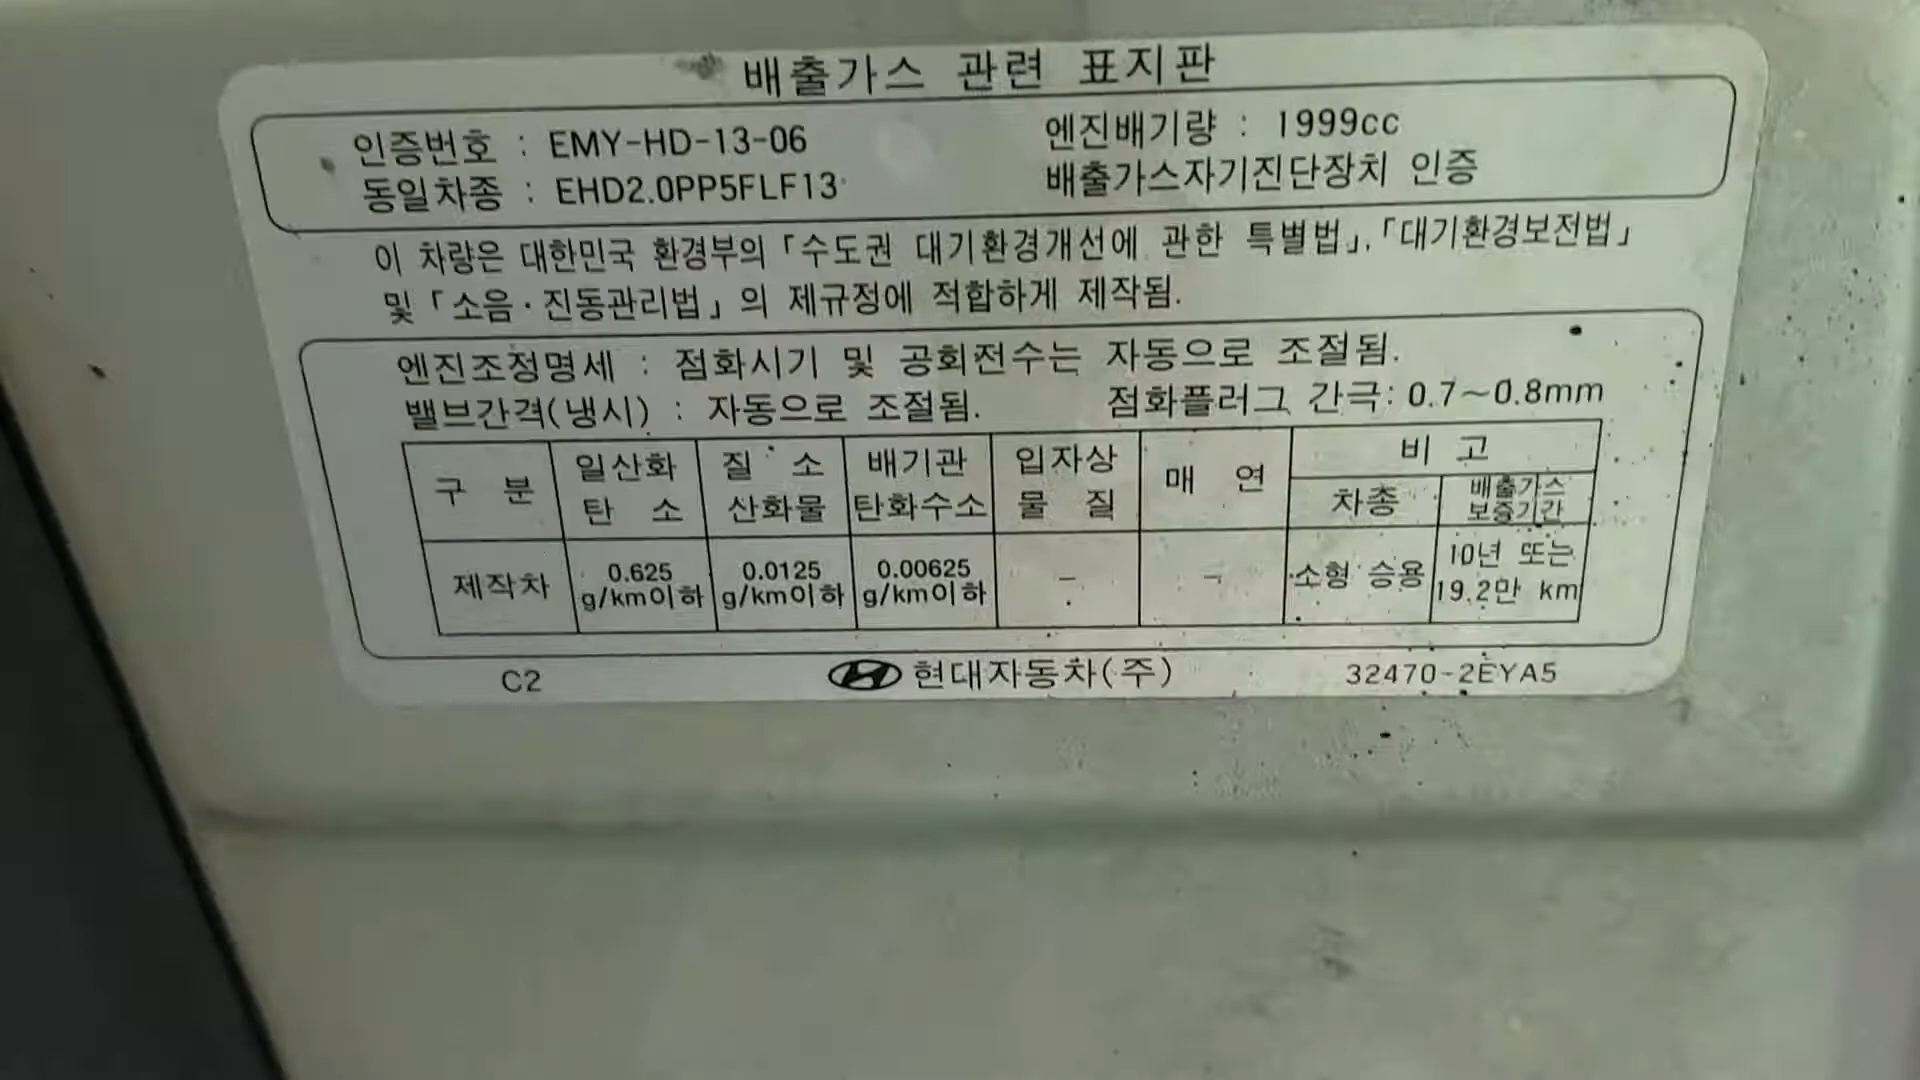 배출가스 관련 표지판
인증번호 : EMY-HD-13-06 엔진배기량 : 1999cc
동일차종 : EHD2.0PP5FLF13 배출가스자기진단장치 인증
이 차량은 대한민국 환경부의 「수도권 대기환경개선에 관한 특별법」, 「대기환경보전법」
및 「소음·진동관리법」의 제규정에 적합하게 제작됨.
엔진조정명세 : 점화시기 및 공회전수는 자동으로 조절됨.
밸브간격(냉시) : 자동으로 조절됨. 점화플러그 간극: 0.7~0.8mm
구 분 일산화 탄 소 질 소 산화물 배기관 탄화수소 입자상 물 질 매 연 비 고
차종 배출가스 보증기간
제작차 0.625 g/km이하 0.0125 g/km이하 0.00625 g/km이하 - - 소형 승용 10년 또는 19.2만 km
C2 현대자동차(주) 32470-2EYA5